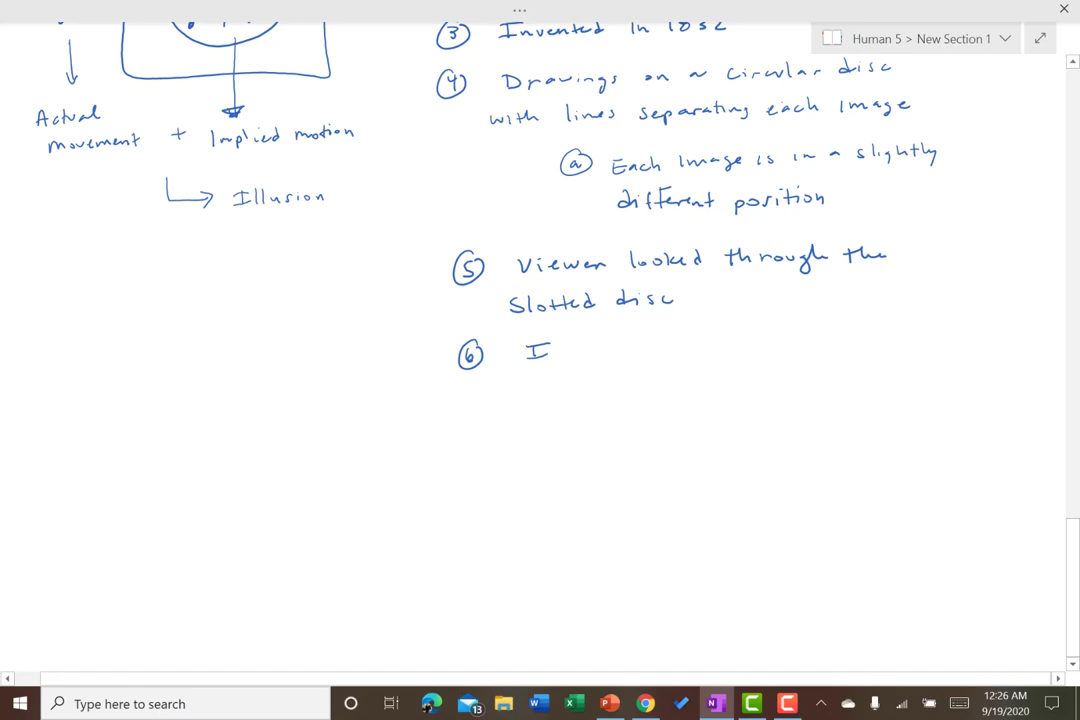 Human 5 > New Section 1
③ Invented in 1832
④ Drawings on a circular disc
with lines separating each image
ⓐ Each image is in a slightly
different position
⑤ Viewer looked through the
slotted disc
⑥ I
Actual
movement + Implied motion
Illusion
Type here to search
13
12:26 AM
9/19/2020